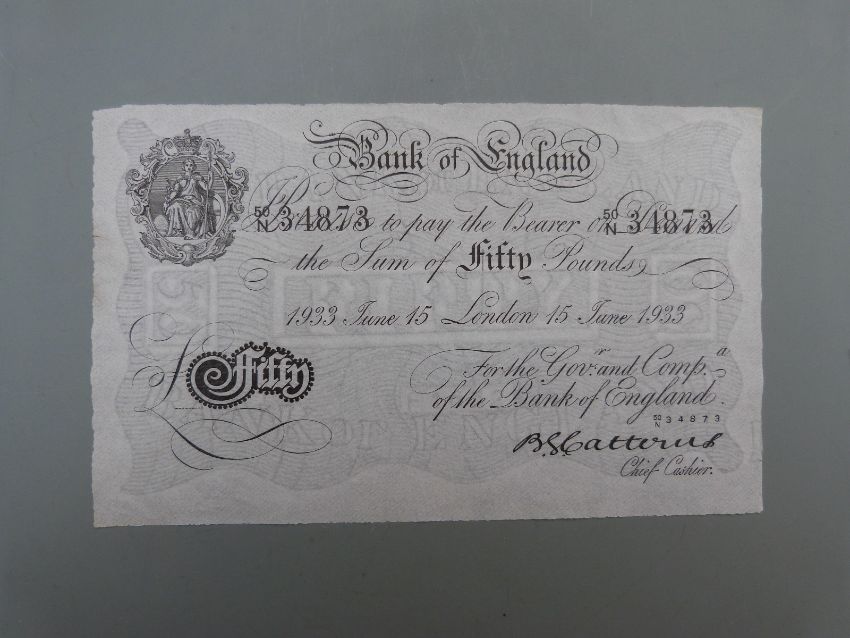 Bank of England
50/N 34873 to pay the Bearer on 50/N 34873
the Sum of Fifty Pounds
1933 June 15 London 15 June 1933
£ Fifty
For the Govr. and Compa.
of the Bank of England.
50/N 34873
B.G. Catterns
Chief Cashier.